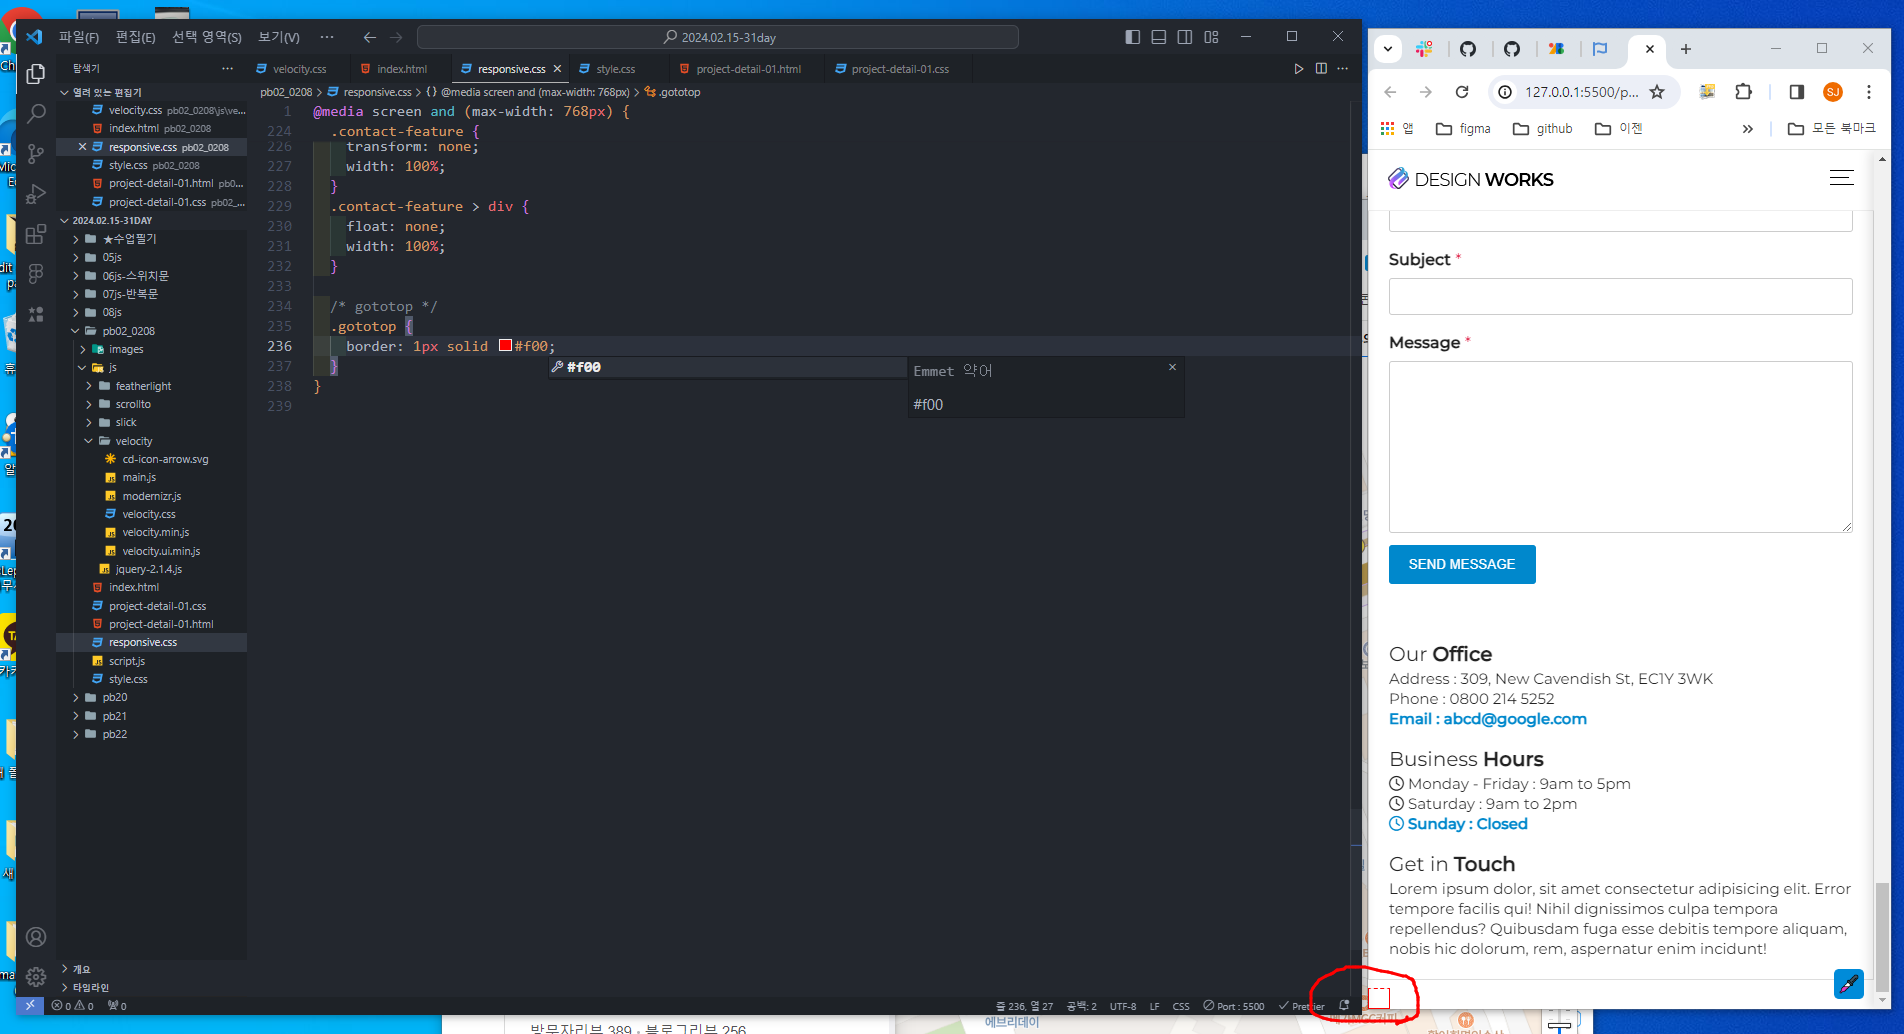 파일(F) 편집(E) 선택 영역(S) 보기(V) ··· 2024.02.15-31day
탐색기 ···
velocity.css index.html responsive.css style.css project-detail-01.html project-detail-01.css
열려 있는 편집기
velocity.css pb02_0208\js\ve...
index.html pb02_0208
responsive.css pb02_0208
style.css pb02_0208
project-detail-01.html pb0...
project-detail-01.css pb02_...
2024.02.15-31DAY
★수업필기
05js
06js-스위치문
07js-반복문
08js
pb02_0208
images
js
featherlight
scrollto
slick
velocity
cd-icon-arrow.svg
main.js
modernizr.js
velocity.css
velocity.min.js
velocity.ui.min.js
jquery-2.1.4.js
index.html
project-detail-01.css
project-detail-01.html
responsive.css
script.js
style.css
pb20
pb21
pb22
개요
타임라인
pb02_0208 > responsive.css > {} @media screen and (max-width: 768px) > .gototop
1 @media screen and (max-width: 768px) {
224 .contact-feature {
226 transform: none;
227 width: 100%;
228 }
229 .contact-feature > div {
230 float: none;
231 width: 100%;
232 }
233
234 /* gototop */
235 .gototop {
236 border: 1px solid #f00;
237 }
238 }
239
#f00
Emmet 약어
#f00
0 0 0
줄 236, 열 27 공백: 2 UTF-8 LF CSS Port : 5500 Prettier
방문자리뷰 389 · 블로그리뷰 256
에브리데이
127.0.0.1:5500/p...
SJ
앱 figma github 이젠 » 모든 북마크
DESIGN WORKS
Subject *
Message *
SEND MESSAGE
Our Office
Address : 309, New Cavendish St, EC1Y 3WK
Phone : 0800 214 5252
Email : abcd@google.com
Business Hours
Monday - Friday : 9am to 5pm
Saturday : 9am to 2pm
Sunday : Closed
Get in Touch
Lorem ipsum dolor, sit amet consectetur adipisicing elit. Error
tempore facilis qui! Nihil dignissimos culpa tempora
repellendus? Quibusdam fuga esse debitis tempore aliquam,
nobis hic dolorum, rem, aspernatur enim incidunt!